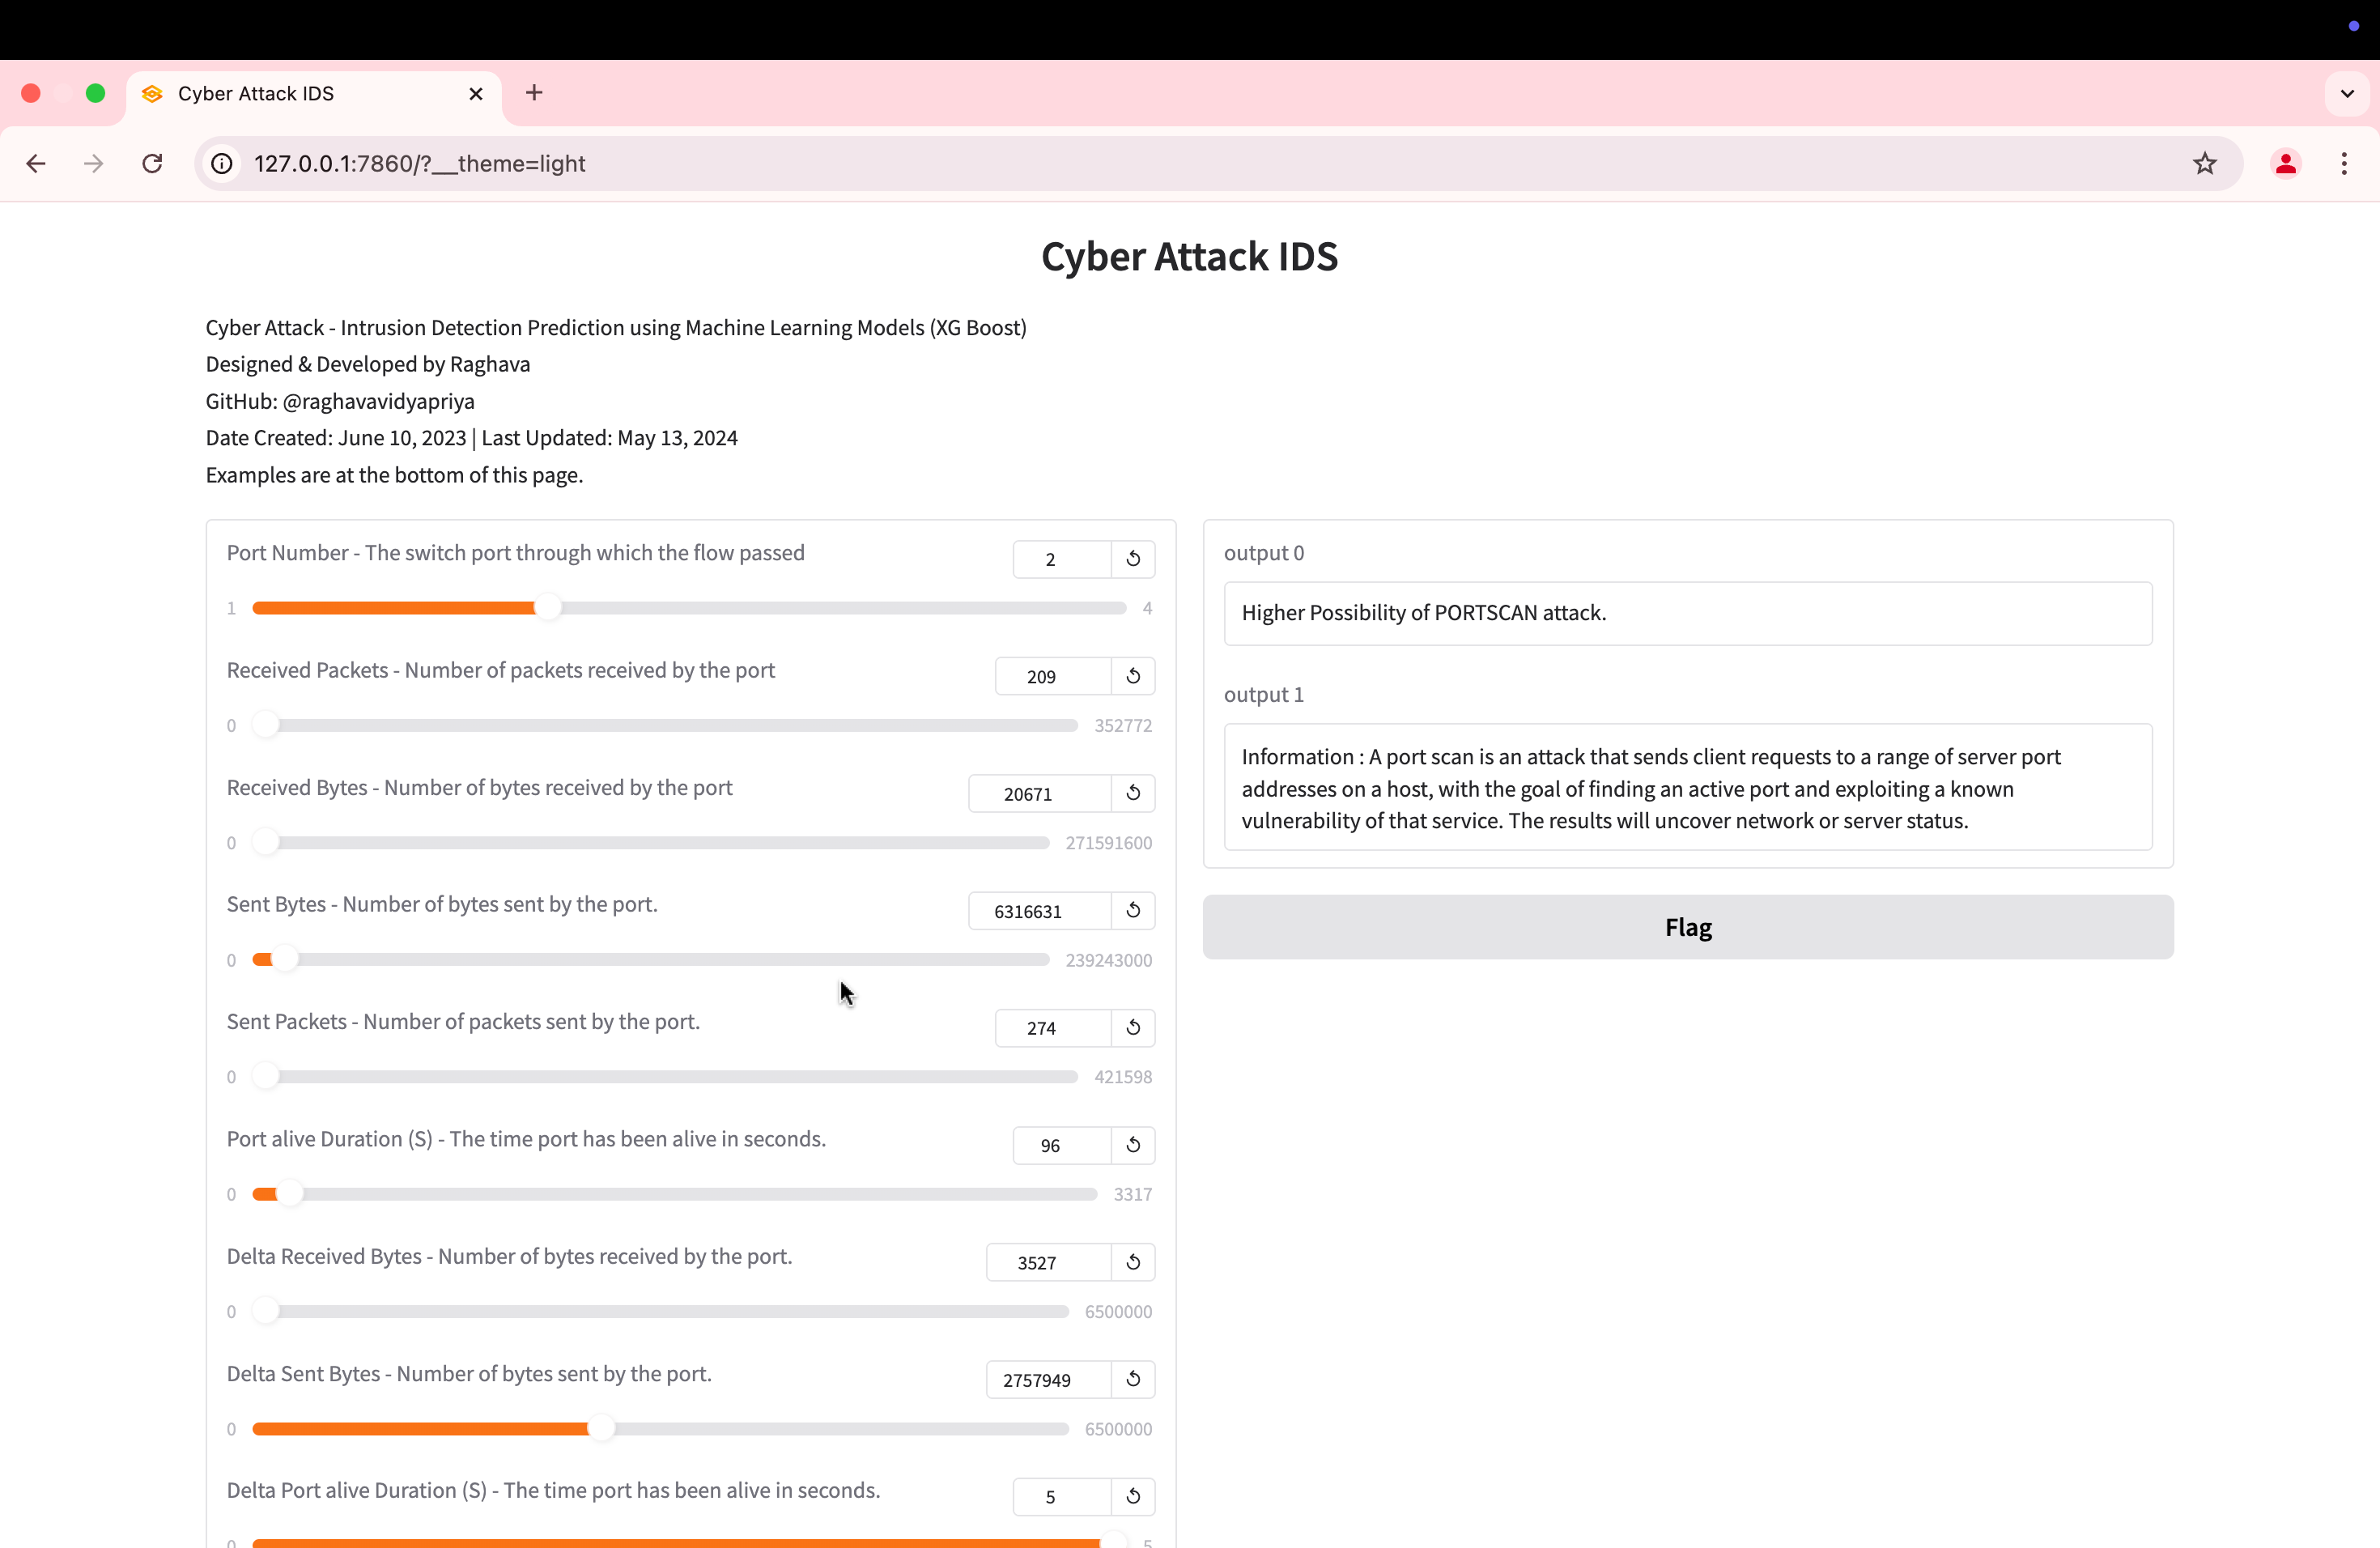 Cyber Attack IDS
127.0.0.1:7860/?__theme=light
Cyber Attack IDS
Cyber Attack - Intrusion Detection Prediction using Machine Learning Models (XG Boost)
Designed & Developed by Raghava
GitHub: @raghavavidyapriya
Date Created: June 10, 2023 | Last Updated: May 13, 2024
Examples are at the bottom of this page.
Port Number - The switch port through which the flow passed
2
1
4
Received Packets - Number of packets received by the port
209
0
352772
Received Bytes - Number of bytes received by the port
20671
0
271591600
Sent Bytes - Number of bytes sent by the port.
6316631
0
239243000
Sent Packets - Number of packets sent by the port.
274
0
421598
Port alive Duration (S) - The time port has been alive in seconds.
96
0
3317
Delta Received Bytes - Number of bytes received by the port.
3527
0
6500000
Delta Sent Bytes - Number of bytes sent by the port.
2757949
0
6500000
Delta Port alive Duration (S) - The time port has been alive in seconds.
5
0
5
output 0
Higher Possibility of PORTSCAN attack.
output 1
Information : A port scan is an attack that sends client requests to a range of server port
addresses on a host, with the goal of finding an active port and exploiting a known
vulnerability of that service. The results will uncover network or server status.
Flag